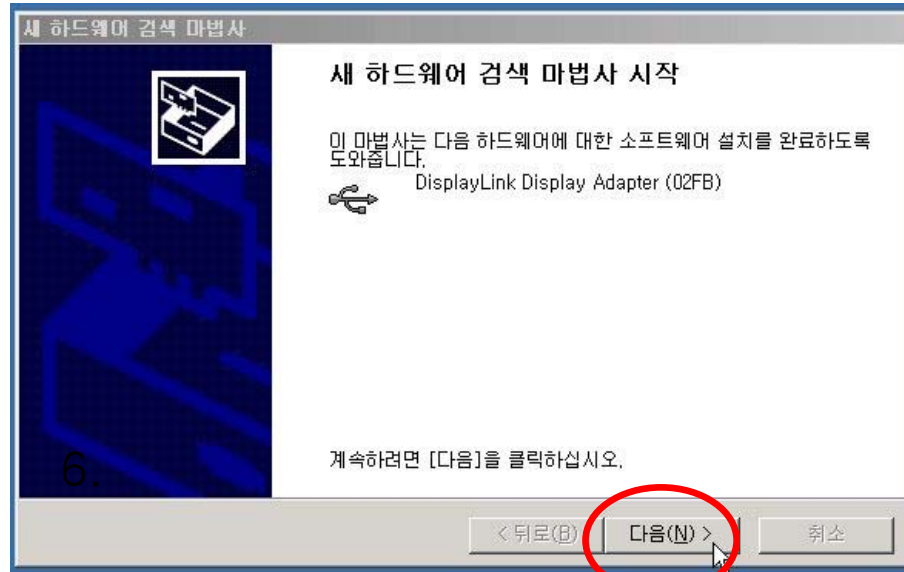 새 하드웨어 검색 마법사
새 하드웨어 검색 마법사 시작
이 마법사는 다음 하드웨어에 대한 소프트웨어 설치를 완료하도록
도와줍니다.
DisplayLink Display Adapter (02FB)
계속하려면 [다음]을 클릭하십시오.
6.
< 뒤로(B)
다음(N) >
취소